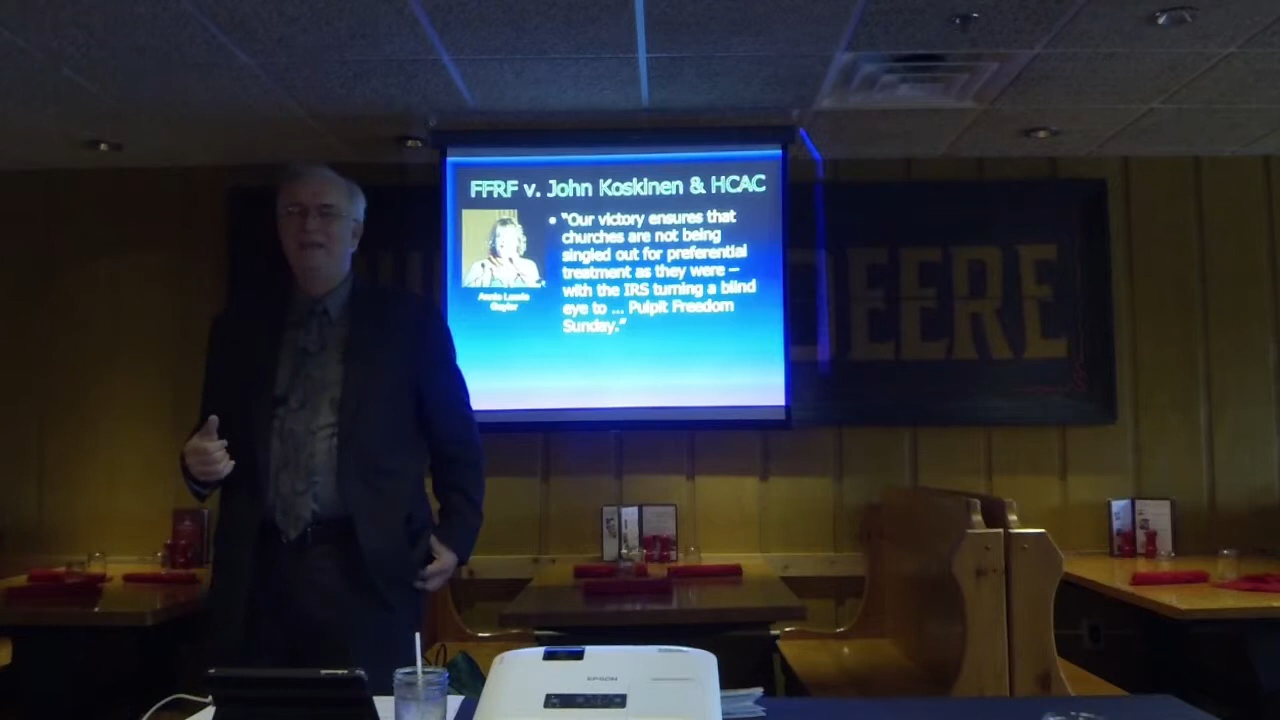 FFRF v. John Koskinen & HCAC
• “Our victory ensures that
churches are not being
singled out for preferential
treatment as they were –
with the IRS turning a blind
eye to ... Pulpit Freedom
Sunday.”
Annie Laurie
Gaylor
DEERE
EPSON